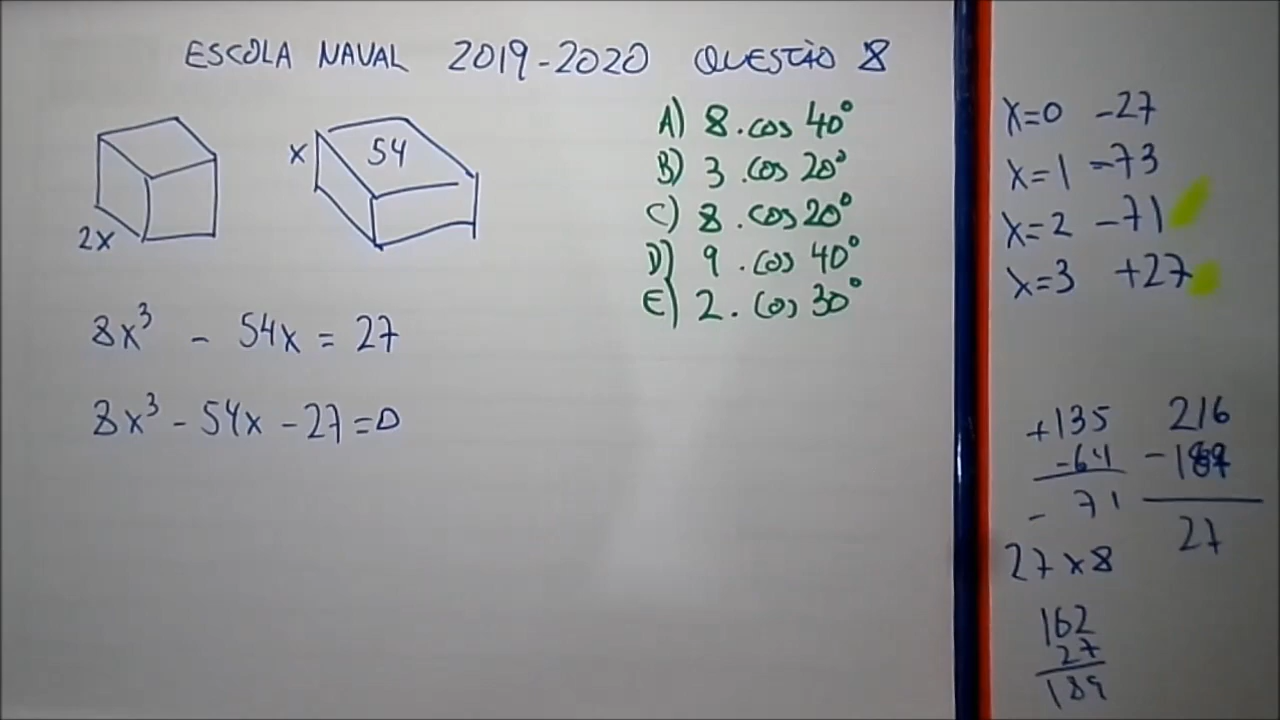 ESCOLA NAVAL 2019-2020 QUESTÃO 8
x
54
2x
8x³ - 54x = 27
8x³ - 54x - 27 = 0
A) 8 . cos 40°
B) 3 . cos 20°
C) 8 . cos 20°
D) 9 . cos 40°
E) 2 . cos 30°
x=0 -27
x=1 -73
x=2 -71
x=3 +27
+135
-64
- 71
216
-189
27
27 x 8
162
27
189